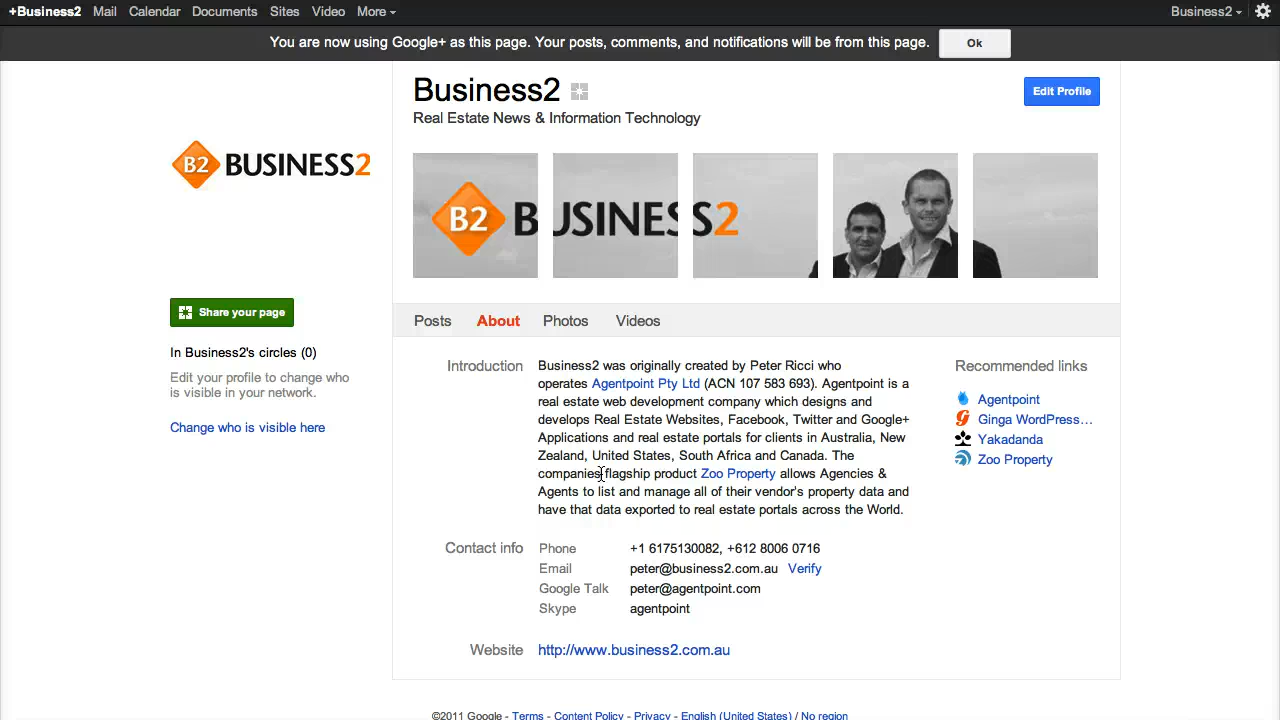 +Business2 Mail Calendar Documents Sites Video More Business2
You are now using Google+ as this page. Your posts, comments, and notifications will be from this page. Ok
Business2
Edit Profile
Real Estate News & Information Technology
B2 BUSINESS2
B2 BUSINESS2
Share your page
In Business2's circles (0)
Edit your profile to change who
is visible in your network.
Change who is visible here
Posts About Photos Videos
Introduction
Business2 was originally created by Peter Ricci who
operates Agentpoint Pty Ltd (ACN 107 583 693). Agentpoint is a
real estate web development company which designs and
develops Real Estate Websites, Facebook, Twitter and Google+
Applications and real estate portals for clients in Australia, New
Zealand, United States, South Africa and Canada. The
companies flagship product Zoo Property allows Agencies &
Agents to list and manage all of their vendor's property data and
have that data exported to real estate portals across the World.
Recommended links
Agentpoint
Ginga WordPress...
Yakadanda
Zoo Property
Contact info
Phone +1 6175130082, +612 8006 0716
Email peter@business2.com.au Verify
Google Talk peter@agentpoint.com
Skype agentpoint
Website http://www.business2.com.au
©2011 Google - Terms - Content Policy - Privacy - English (United States) / No region